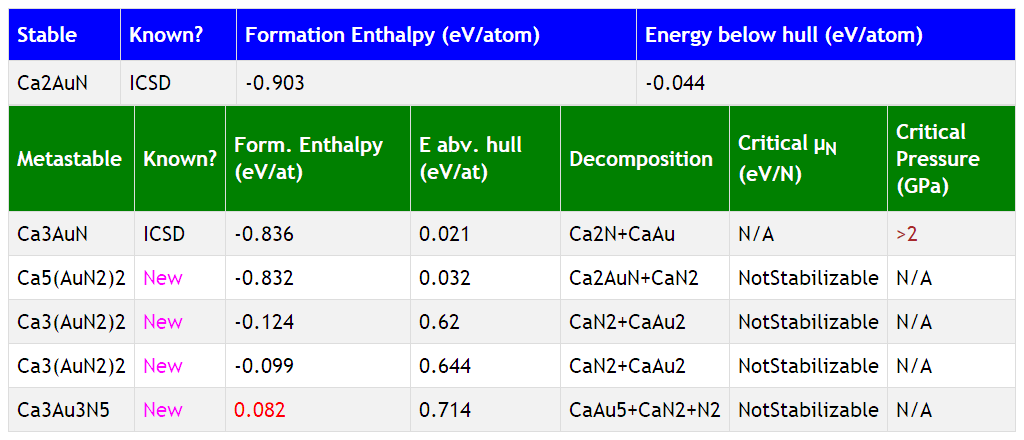 Stable Known? Formation Enthalpy (eV/atom) Energy below hull (eV/atom)
Ca2AuN ICSD -0.903 -0.044
Metastable Known? Form. Enthalpy (eV/at) E abv. hull (eV/at) Decomposition Critical μN (eV/N) Critical Pressure (GPa)
Ca3AuN ICSD -0.836 0.021 Ca2N+CaAu N/A >2
Ca5(AuN2)2 New -0.832 0.032 Ca2AuN+CaN2 NotStabilizable N/A
Ca3(AuN2)2 New -0.124 0.62 CaN2+CaAu2 NotStabilizable N/A
Ca3(AuN2)2 New -0.099 0.644 CaN2+CaAu2 NotStabilizable N/A
Ca3Au3N5 New 0.082 0.714 CaAu5+CaN2+N2 NotStabilizable N/A